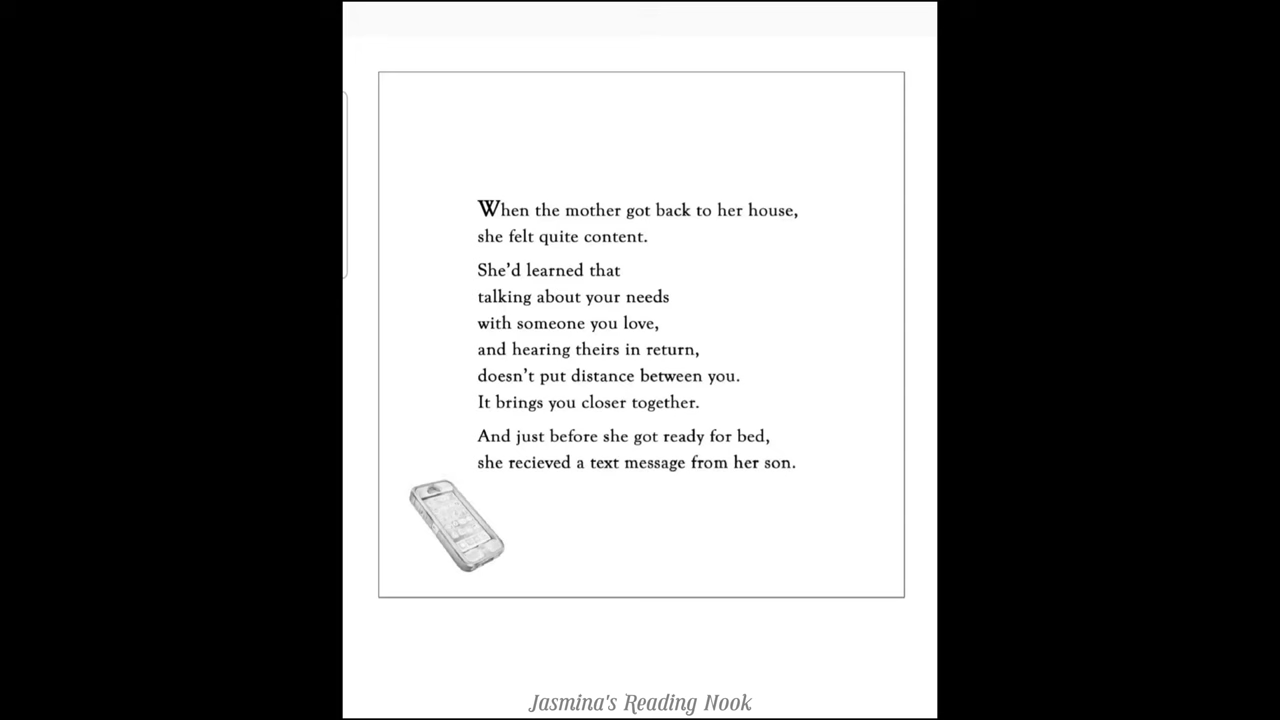 When the mother got back to her house,
she felt quite content.
She'd learned that
talking about your needs
with someone you love,
and hearing theirs in return,
doesn't put distance between you.
It brings you closer together.
And just before she got ready for bed,
she recieved a text message from her son.
Jasmina's Reading Nook